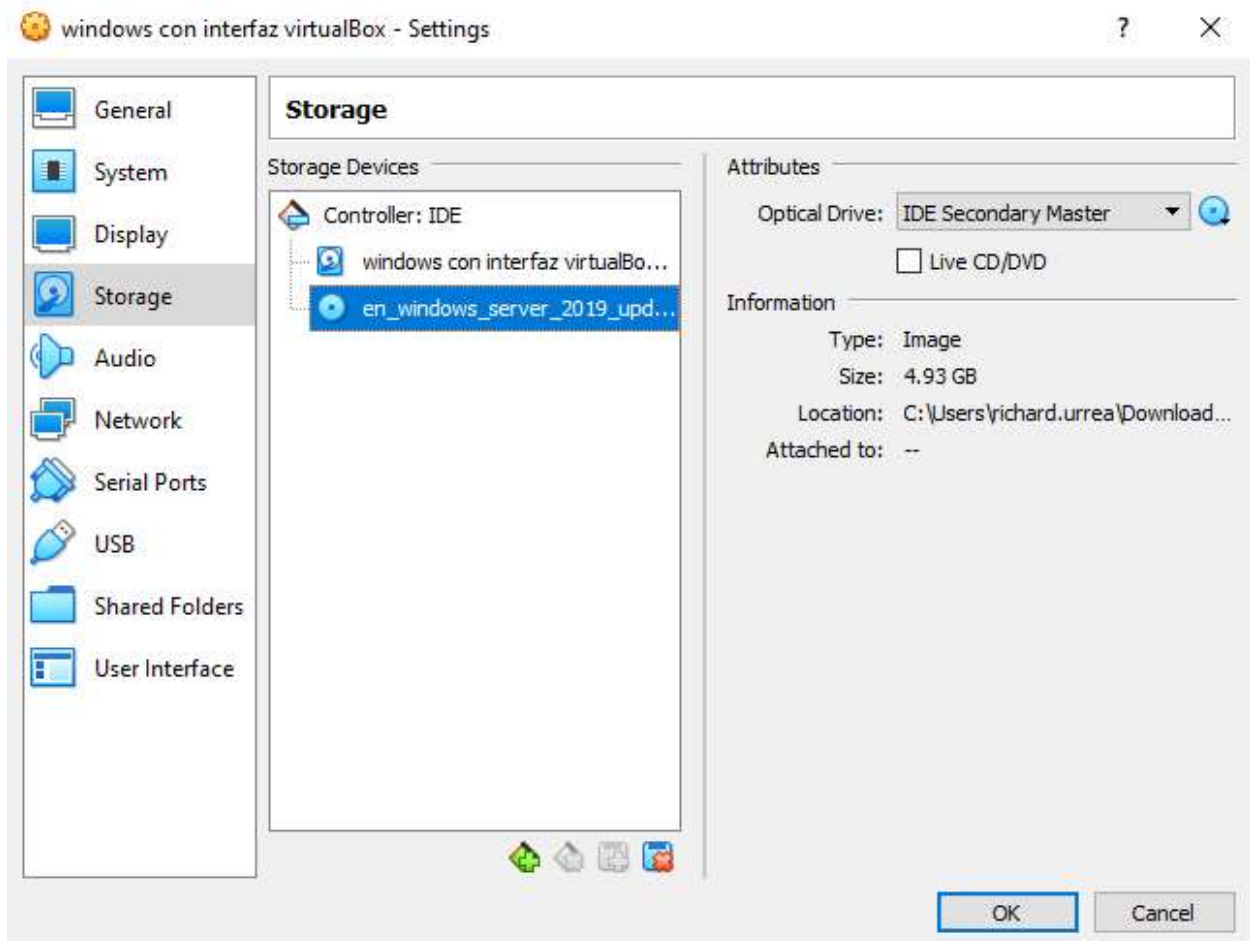 windows con interfaz virtualBox - Settings
?
General
System
Display
Storage
Audio
Network
Serial Ports
USB
Shared Folders
User Interface
Storage
Storage Devices
Controller: IDE
windows con interfaz virtualBo...
en_windows_server_2019_upd...
Attributes
Optical Drive: IDE Secondary Master
Live CD/DVD
Information
Type: Image
Size: 4.93 GB
Location: C:\Users\richard.urrea\Download...
Attached to: --
OK
Cancel